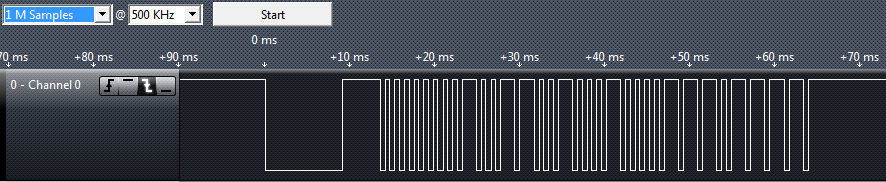 1 M Samples @ 500 KHz Start
0 ms
70 ms +80 ms +90 ms +10 ms +20 ms +30 ms +40 ms +50 ms +60 ms +70 ms
0 - Channel 0